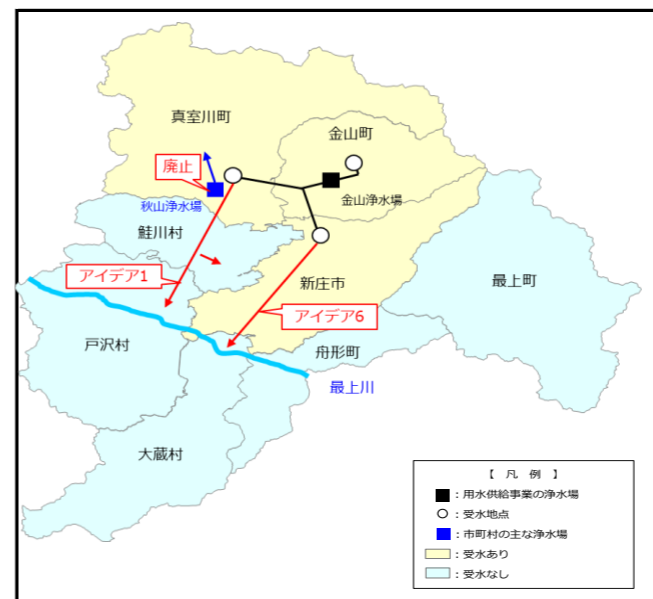 真室川町
金山町
廃止
秋山浄水場
金山浄水場
鮭川村
最上町
アイデア1
新庄市
アイデア6
戸沢村
舟形町
最上川
大蔵村
【 凡 例 】
：用水供給事業の浄水場
：受水地点
：市町村の主な浄水場
：受水あり
：受水なし